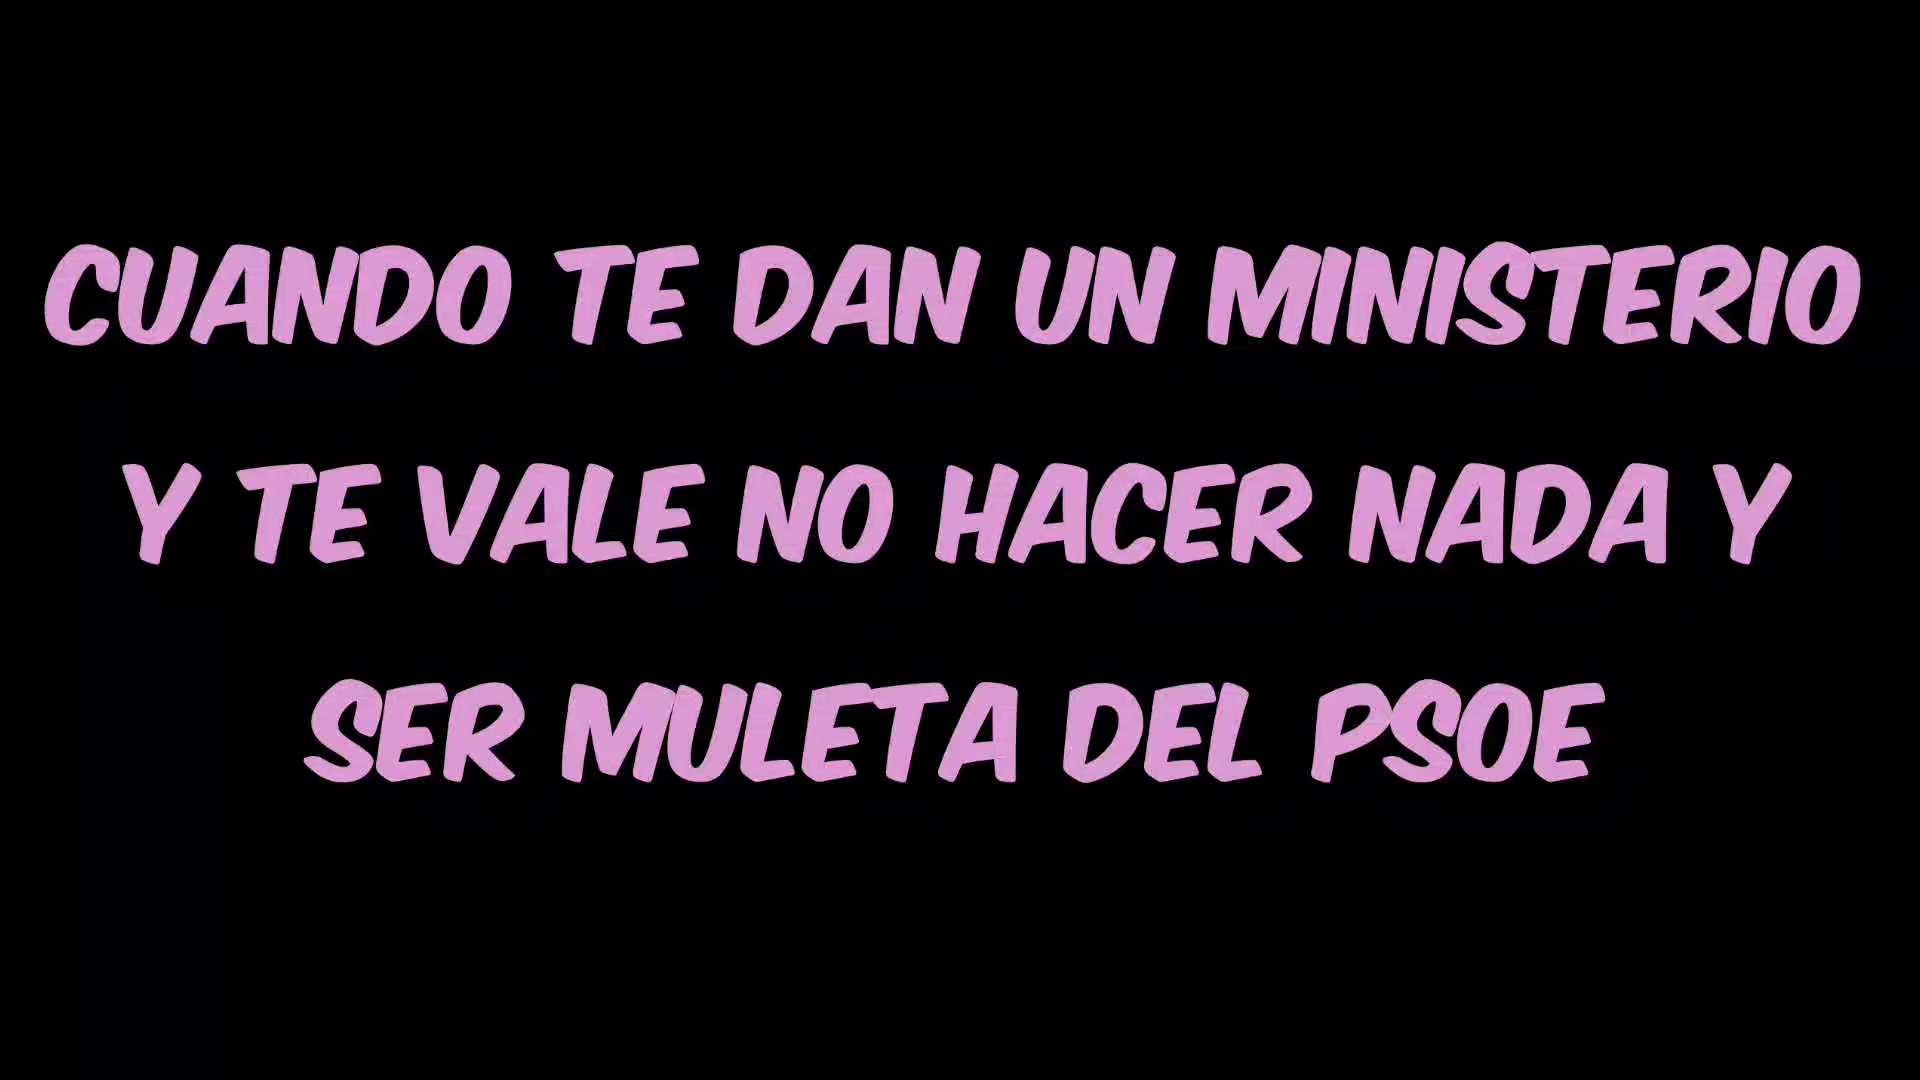 CUANDO TE DAN UN MINISTERIO
Y TE VALE NO HACER NADA Y
SER MULETA DEL PSOE